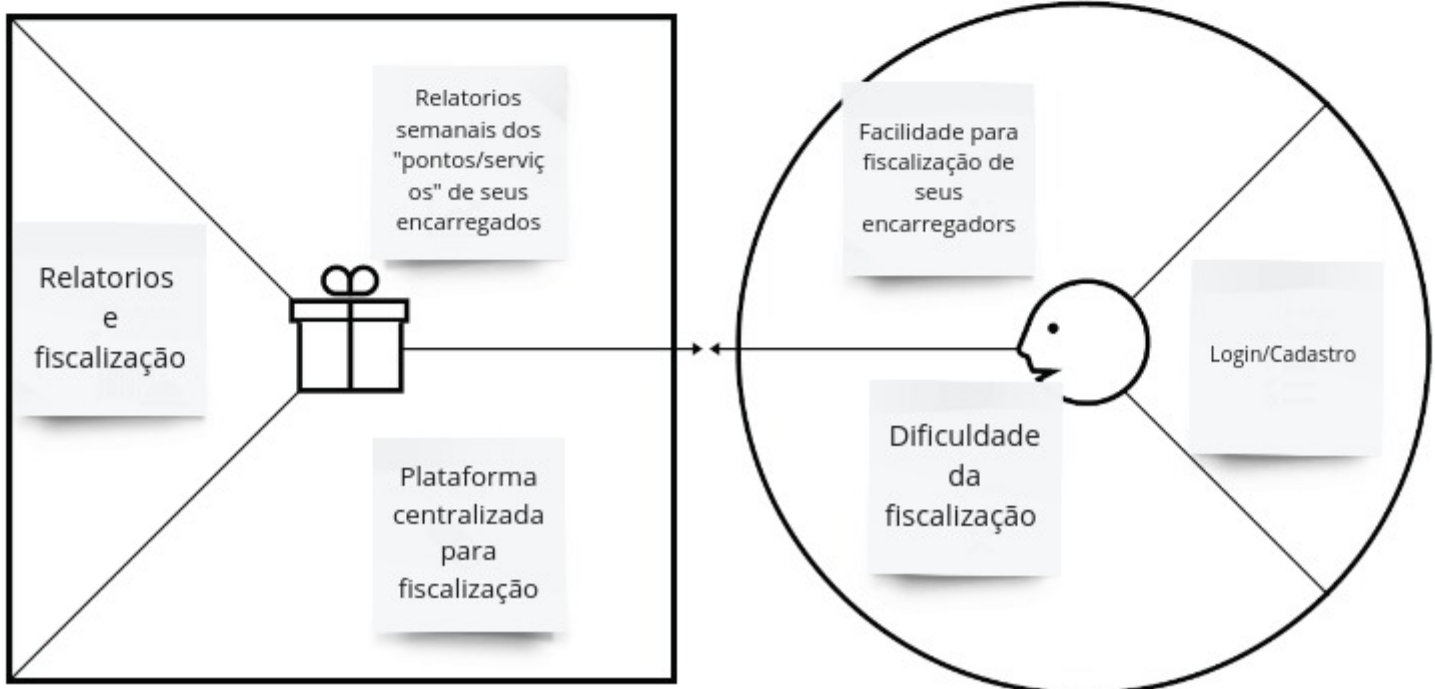 Relatorios
semanais dos
"pontos/serviç
os" de seus
encarregados
Relatorios
e
fiscalização
Plataforma
centralizada
para
fiscalização
Facilidade para
fiscalização de
seus
encarregadors
Login/Cadastro
Dificuldade
da
fiscalização